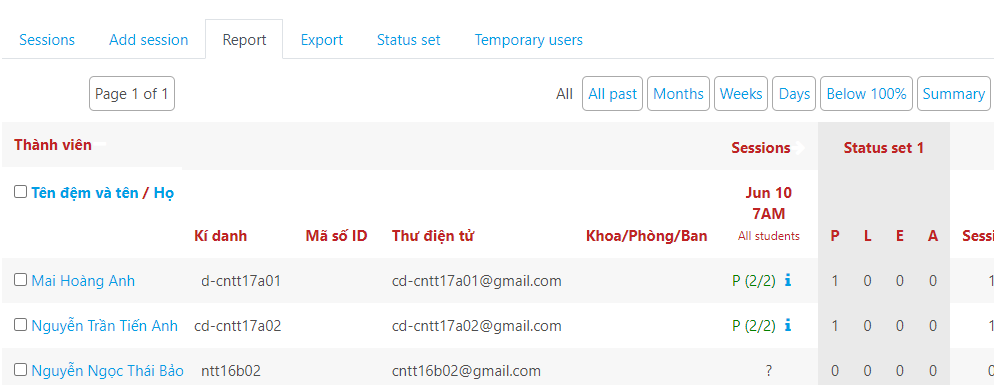 Sessions Add session Report Export Status set Temporary users
Page 1 of 1 All All past Months Weeks Days Below 100% Summary
Thành viên Sessions Status set 1
Tên đệm và tên / Họ Jun 10
7AM
Kí danh Mã số ID Thư điện tử Khoa/Phòng/Ban All students P L E A
Mai Hoàng Anh d-cntt17a01 cd-cntt17a01@gmail.com P (2/2) 1 0 0 0
Nguyễn Trần Tiến Anh cd-cntt17a02 cd-cntt17a02@gmail.com P (2/2) 1 0 0 0
Nguyễn Ngọc Thái Bảo ntt16b02 cntt16b02@gmail.com ? 0 0 0 0